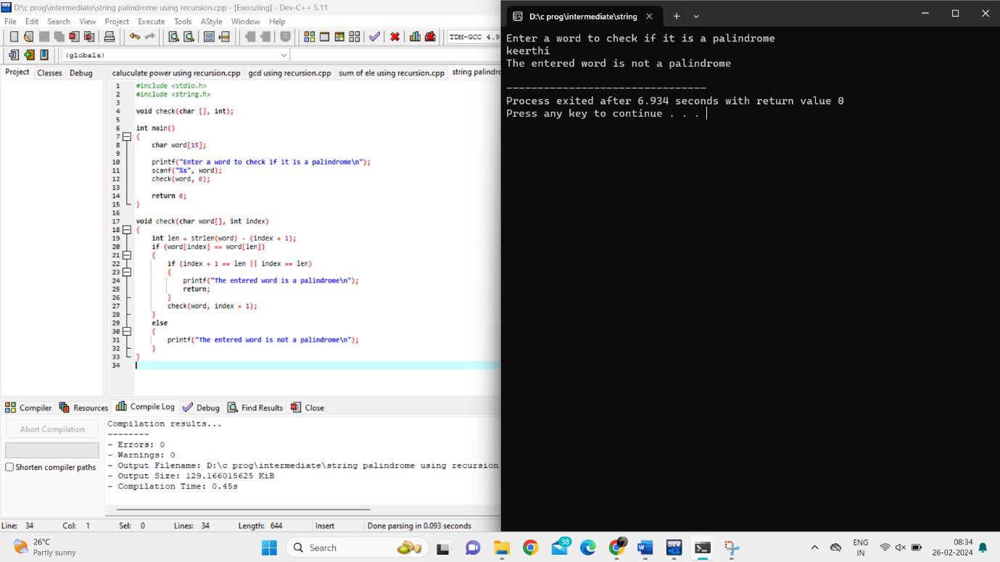 D:\c prog\intermediate\string palindrome using recursion.cpp - [Executing] - Dev-C++ 5.11
File Edit Search View Project Execute Tools AStyle Window Help
TDM-GCC 4.9
(globals)
Project Classes Debug
caluculate power using recursion.cpp gcd using recursion.cpp sum of ele using recursion.cpp string palindro
1 #include <stdio.h>
2 #include <string.h>
3
4 void check(char [], int);
5
6 int main()
7 {
8 char word[15];
9
10 printf("Enter a word to check if it is a palindrome\n");
11 scanf("%s", word);
12 check(word, 0);
13
14 return 0;
15 }
16
17 void check(char word[], int index)
18 {
19 int len = strlen(word) - (index + 1);
20 if (word[index] == word[len])
21 {
22 if (index + 1 == len || index == len)
23 {
24 printf("The entered word is a palindrome\n");
25 return;
26 }
27 check(word, index + 1);
28 }
29 else
30 {
31 printf("The entered word is not a palindrome\n");
32 }
33 }
34
Compiler Resources Compile Log Debug Find Results Close
Abort Compilation
Shorten compiler paths
Compilation results...
--------
- Errors: 0
- Warnings: 0
- Output Filename: D:\c prog\intermediate\string palindrome using recursion
- Output Size: 129.166015625 KiB
- Compilation Time: 0.45s
Line: 34 Col: 1 Sel: 0 Lines: 34 Length: 644 Insert Done parsing in 0.093 seconds
D:\c prog\intermediate\string
Enter a word to check if it is a palindrome
keerthi
The entered word is not a palindrome
--------------------------------
Process exited after 6.934 seconds with return value 0
Press any key to continue . . .
26°C
Partly sunny
Search
38
DEV
ENG
IN
08:34
26-02-2024